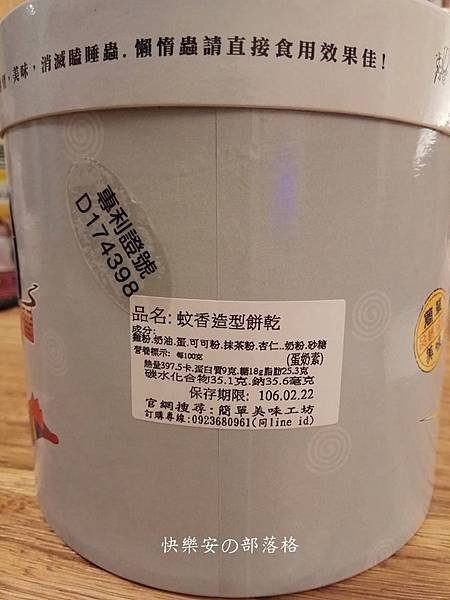 ，美味，消滅瞌睡蟲．懶惰蟲請直接食用效果佳!
專利證號
D174398
品名: 蚊香造型餅乾
成分:
麵粉.奶油.蛋.可可粉.抹茶粉.杏仁..奶粉.砂糖
營養標示: 每100克
(蛋奶素)
熱量397.5卡.蛋白質9克.糖18g脂肪25.3克
碳水化合物35.1克.鈉35.6毫克
保存期限: 106.02.22
官網搜尋:簡單美味工坊
訂購專線:0923680961(同line id)
快樂安の部落格